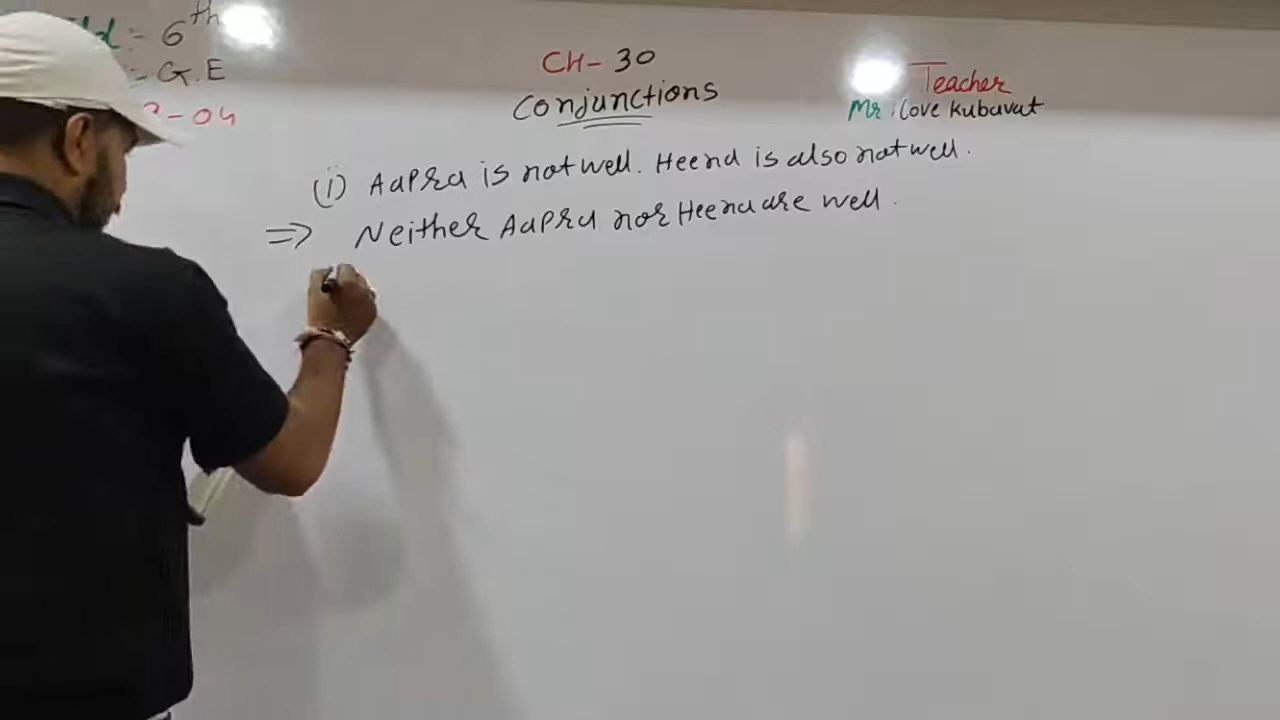 6th
G.E
-04
CH- 30
Conjunctions
Teacher
Mr. Love Kubavat
(i) Aapra is not well. Heena is also not well.
⇒ Neither Aapra nor Heena are well.